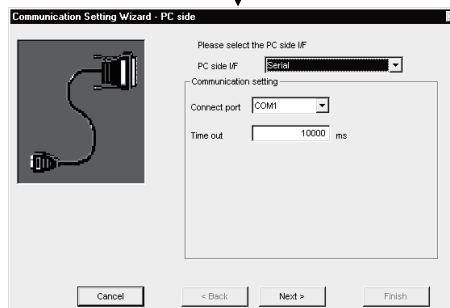 Communication Setting Wizard - PC side
Please select the PC side I/F
PC side I/F Serial
Communication setting
Connect port COM1
Time out 10000 ms
Cancel < Back Next > Finish